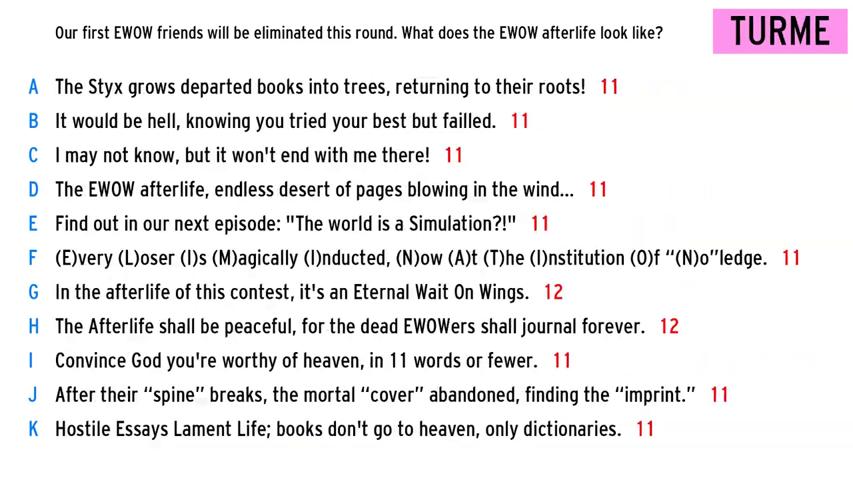 Our first EWOW friends will be eliminated this round. What does the EWOW afterlife look like?
TURME
A The Styx grows departed books into trees, returning to their roots! 11
B It would be hell, knowing you tried your best but failled. 11
C I may not know, but it won't end with me there! 11
D The EWOW afterlife, endless desert of pages blowing in the wind... 11
E Find out in our next episode: "The world is a Simulation?!" 11
F (E)very (L)oser (I)s (M)agically (I)nducted, (N)ow (A)t (T)he (I)nstitution (O)f “(N)o”ledge. 11
G In the afterlife of this contest, it's an Eternal Wait On Wings. 12
H The Afterlife shall be peaceful, for the dead EWOWers shall journal forever. 12
I Convince God you're worthy of heaven, in 11 words or fewer. 11
J After their “spine” breaks, the mortal “cover” abandoned, finding the “imprint.” 11
K Hostile Essays Lament Life; books don't go to heaven, only dictionaries. 11